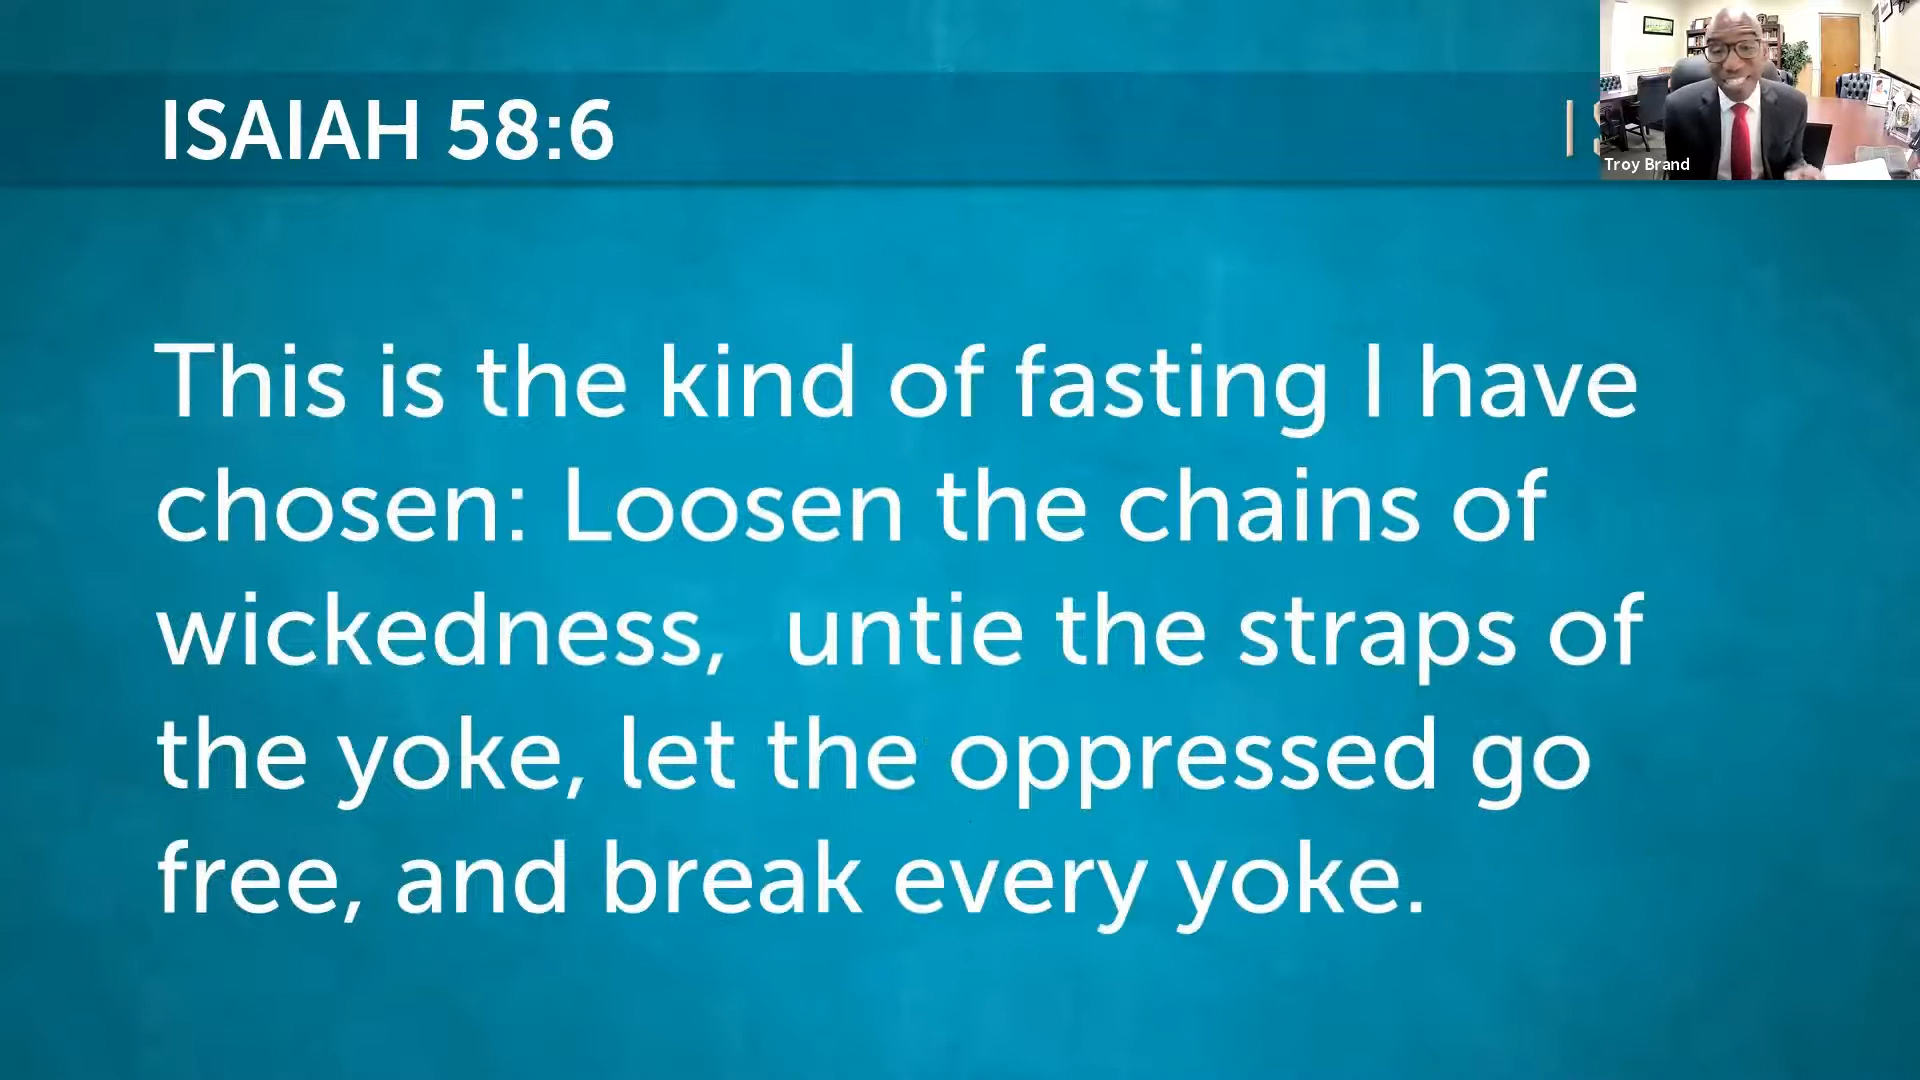 ISAIAH 58:6
Troy Brand
This is the kind of fasting I have
chosen: Loosen the chains of
wickedness,  untie the straps of
the yoke, let the oppressed go
free, and break every yoke.